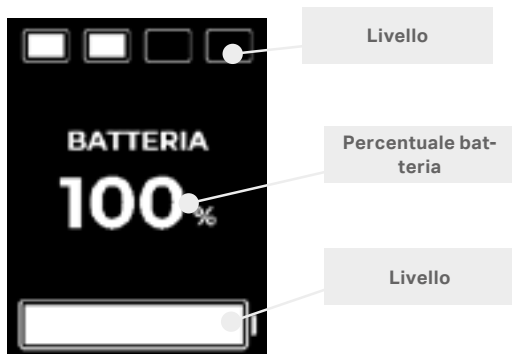 Livello
BATTERIA
100%
Percentuale bat-
teria
Livello